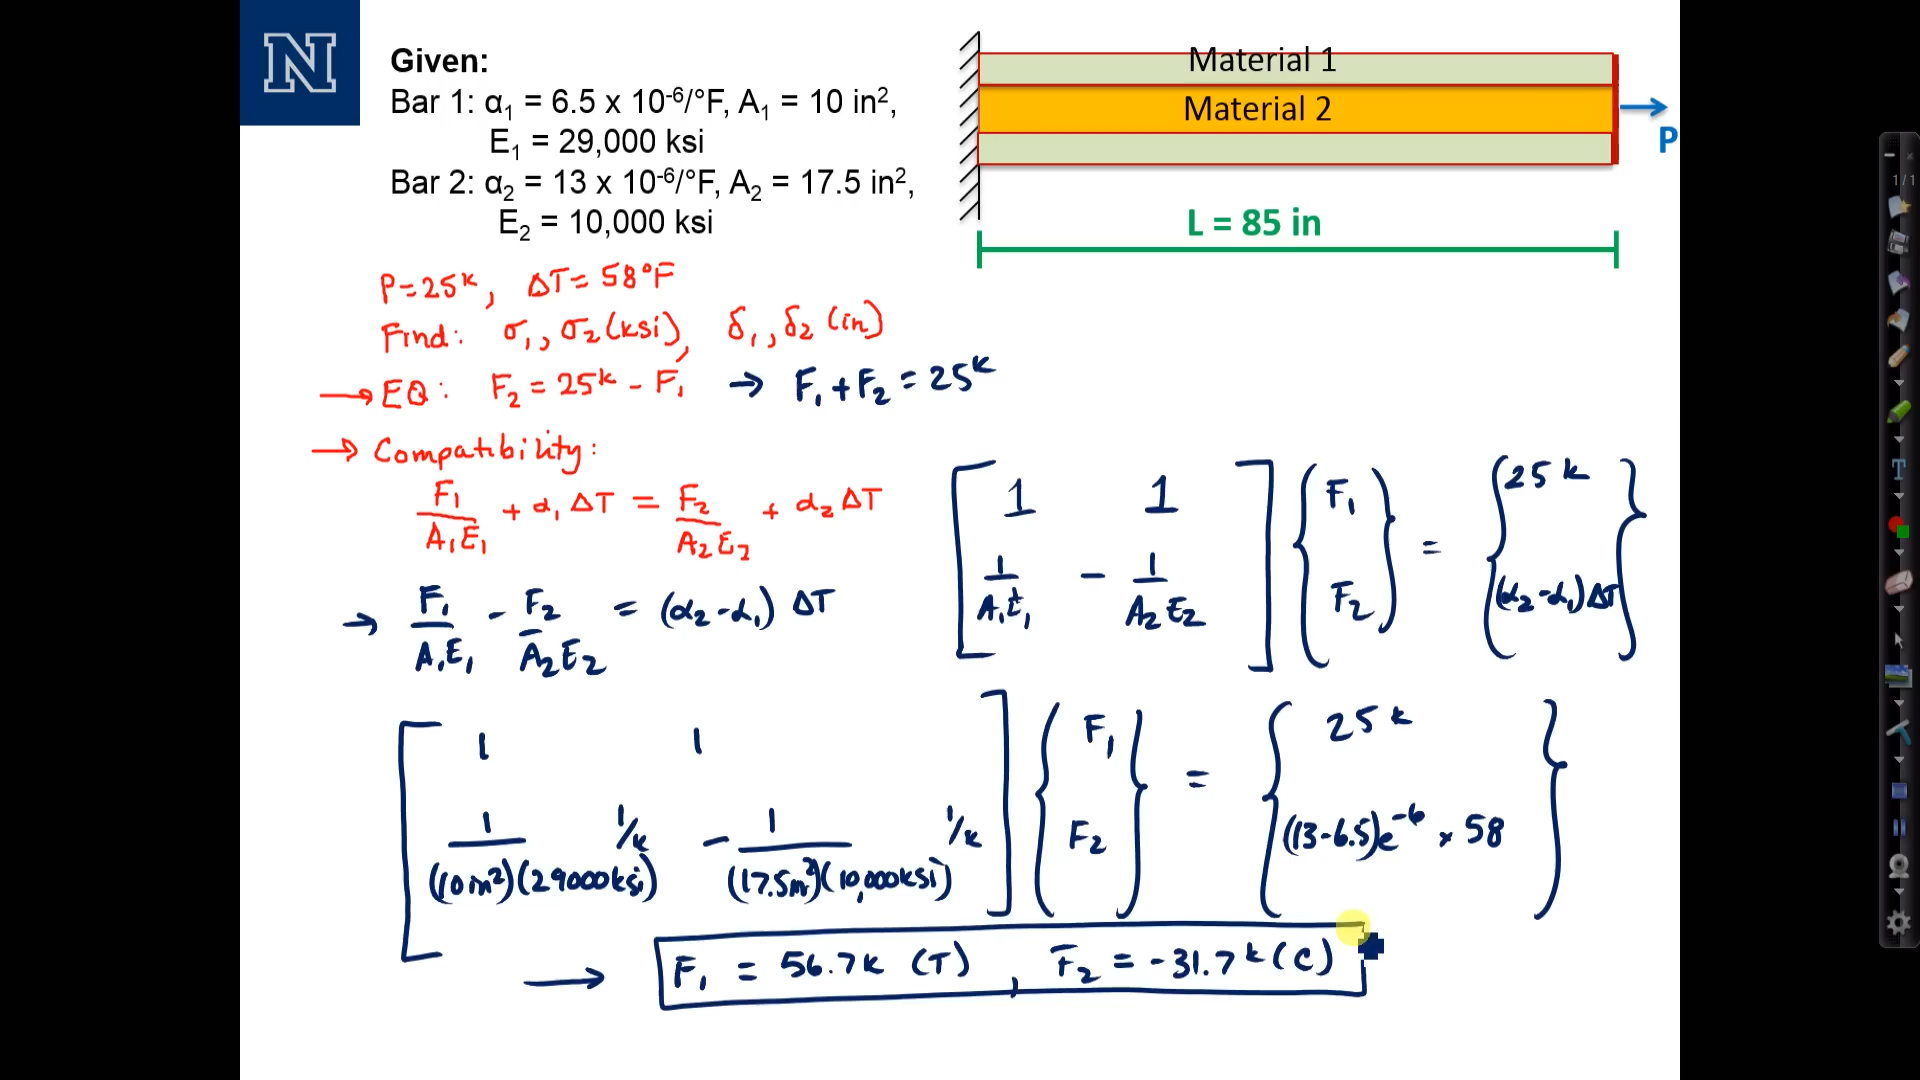 N
Given:
Bar 1: α₁ = 6.5 x 10⁻⁶/°F, A₁ = 10 in²,
E₁ = 29,000 ksi
Bar 2: α₂ = 13 x 10⁻⁶/°F, A₂ = 17.5 in²,
E₂ = 10,000 ksi
Material 1
Material 2
P
L = 85 in
P=25ᵏ, ΔT=58°F
Find: σ₁, σ₂ (ksi), δ₁, δ₂ (in)
→ EQ: F₂ = 25ᵏ - F₁ → F₁ + F₂ = 25ᵏ
→ Compatibility:
F₁/A₁E₁ + α₁ΔT = F₂/A₂E₂ + α₂ΔT
→ F₁/A₁E₁ - F₂/A₂E₂ = (α₂-α₁) ΔT
1 1 F₁ = 25ᵏ
1/A₁E₁ - 1/A₂E₂ F₂ (α₂-α₁)ΔT
1 1 F₁ = 25ᵏ
1/(10in²)(29000ksi) 1/k - 1/(17.5in²)(10,000ksi) 1/k F₂ (13-6.5)e⁻⁶ × 58
→ F₁ = 56.7k (T), F₂ = -31.7ᵏ (C)
1/1
T